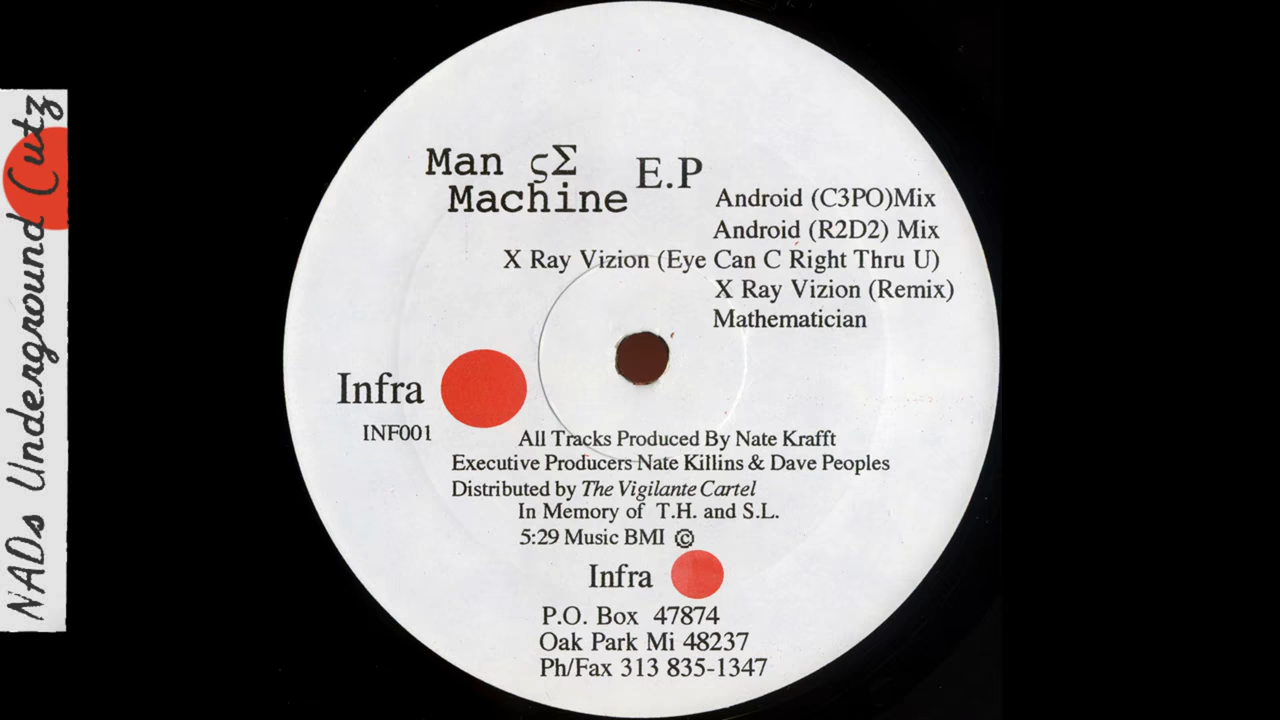 NADs Underground Cutz
Man ςΣ
Machine
E.P
Android (C3PO)Mix
Android (R2D2) Mix
X Ray Vizion (Eye Can C Right Thru U)
X Ray Vizion (Remix)
Mathematician
Infra
INF001
All Tracks Produced By Nate Krafft
Executive Producers Nate Killins & Dave Peoples
Distributed by The Vigilante Cartel
In Memory of T.H. and S.L.
5:29 Music BMI ©
Infra
P.O. Box 47874
Oak Park Mi 48237
Ph/Fax 313 835-1347